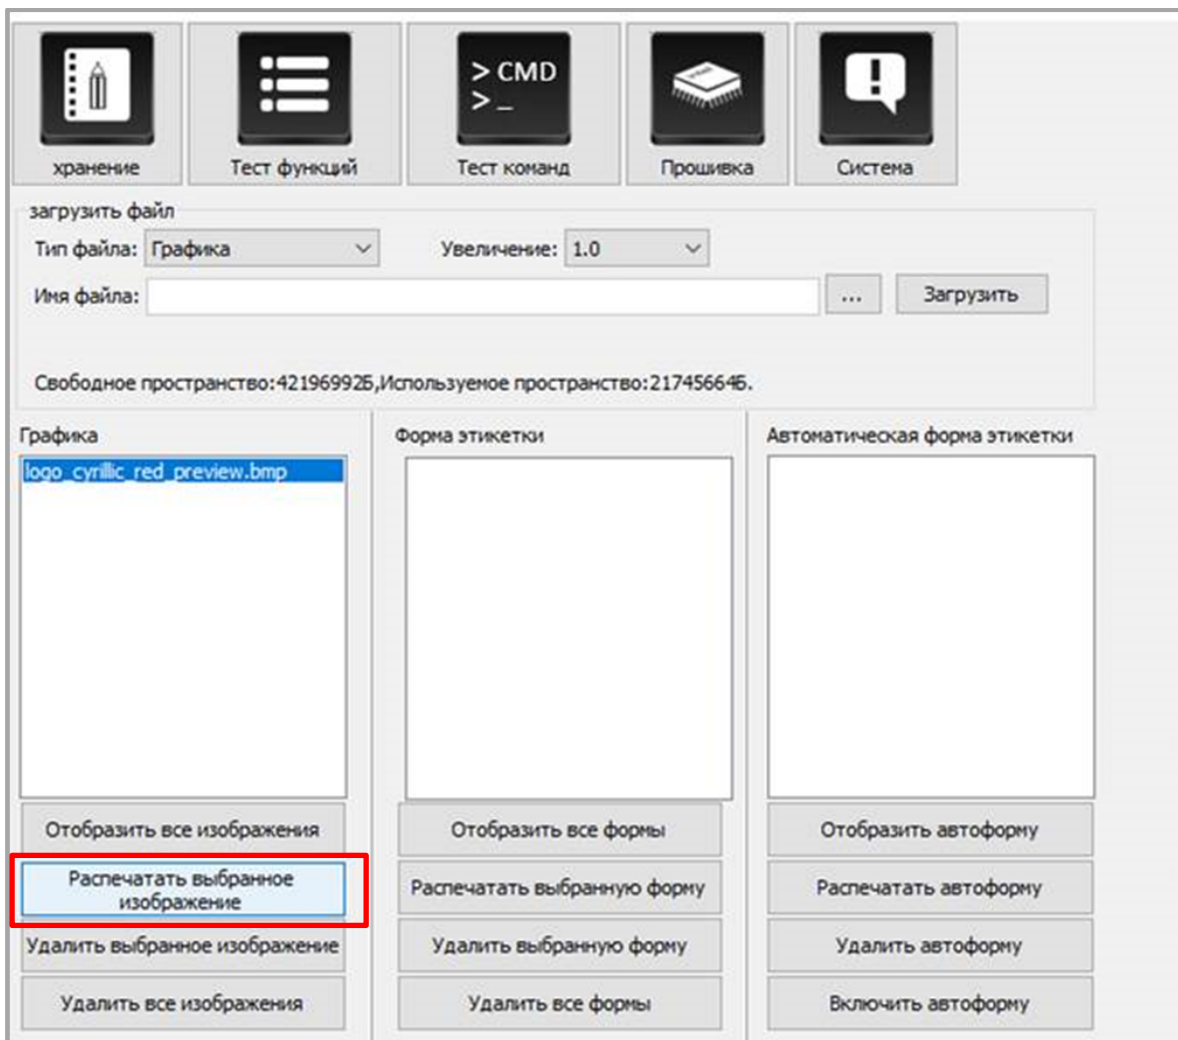 > CMD
> _
хранение
Тест функций
Тест команд
Прошивка
Система
загрузить файл
Тип файла: Графика
Увеличение: 1.0
Имя файла:
...
Загрузить
Свободное пространство:42196992Б,Используемое пространство:21745664Б.
Графика
Форма этикетки
Автоматическая форма этикетки
logo_cyrillic_red_preview.bmp
Отобразить все изображения
Отобразить все формы
Отобразить автоформу
Распечатать выбранное
изображение
Распечатать выбранную форму
Распечатать автоформу
Удалить выбранное изображение
Удалить выбранную форму
Удалить автоформу
Удалить все изображения
Удалить все формы
Включить автоформу